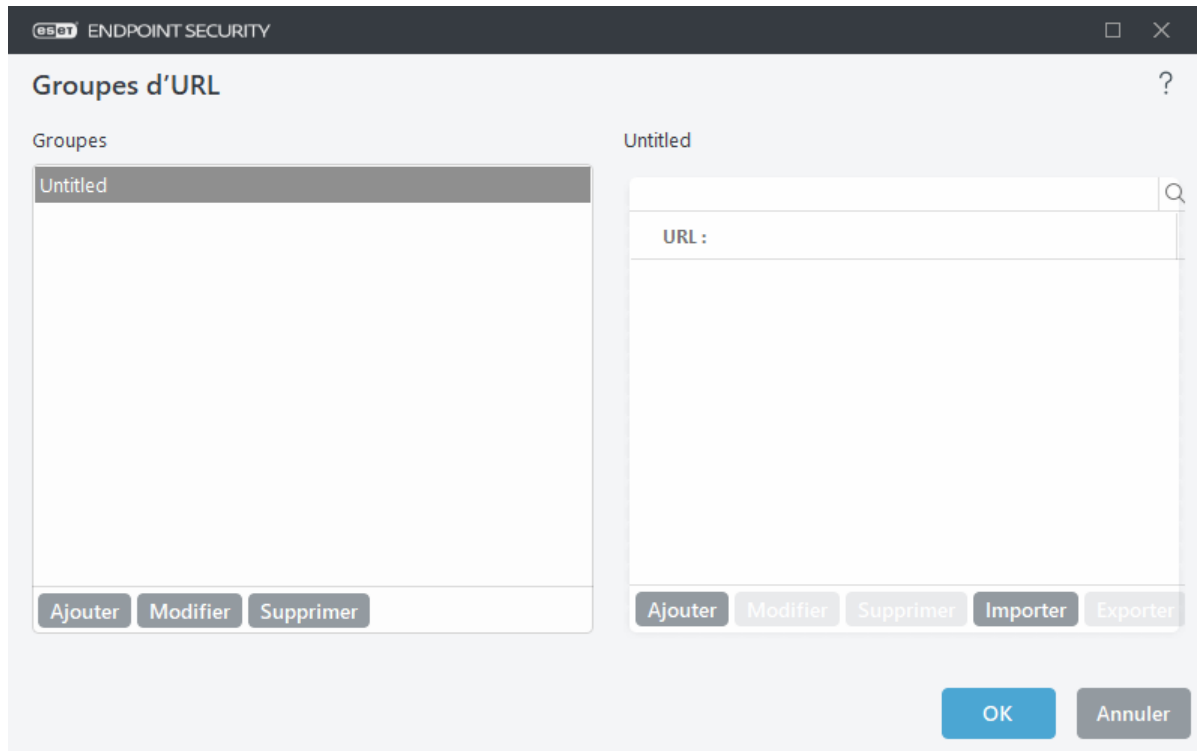 eset ENDPOINT SECURITY
Groupes d’URL
?
Groupes
Untitled
Untitled
URL :
Ajouter Modifier Supprimer
Ajouter Modifier Supprimer Importer Exporter
OK Annuler